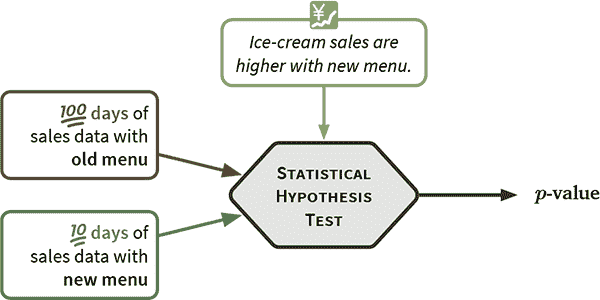 ¥
Ice-cream sales are
higher with new menu.
100 days of
sales data with
old menu
STATISTICAL
HYPOTHESIS
TEST
p-value
10 days of
sales data with
new menu